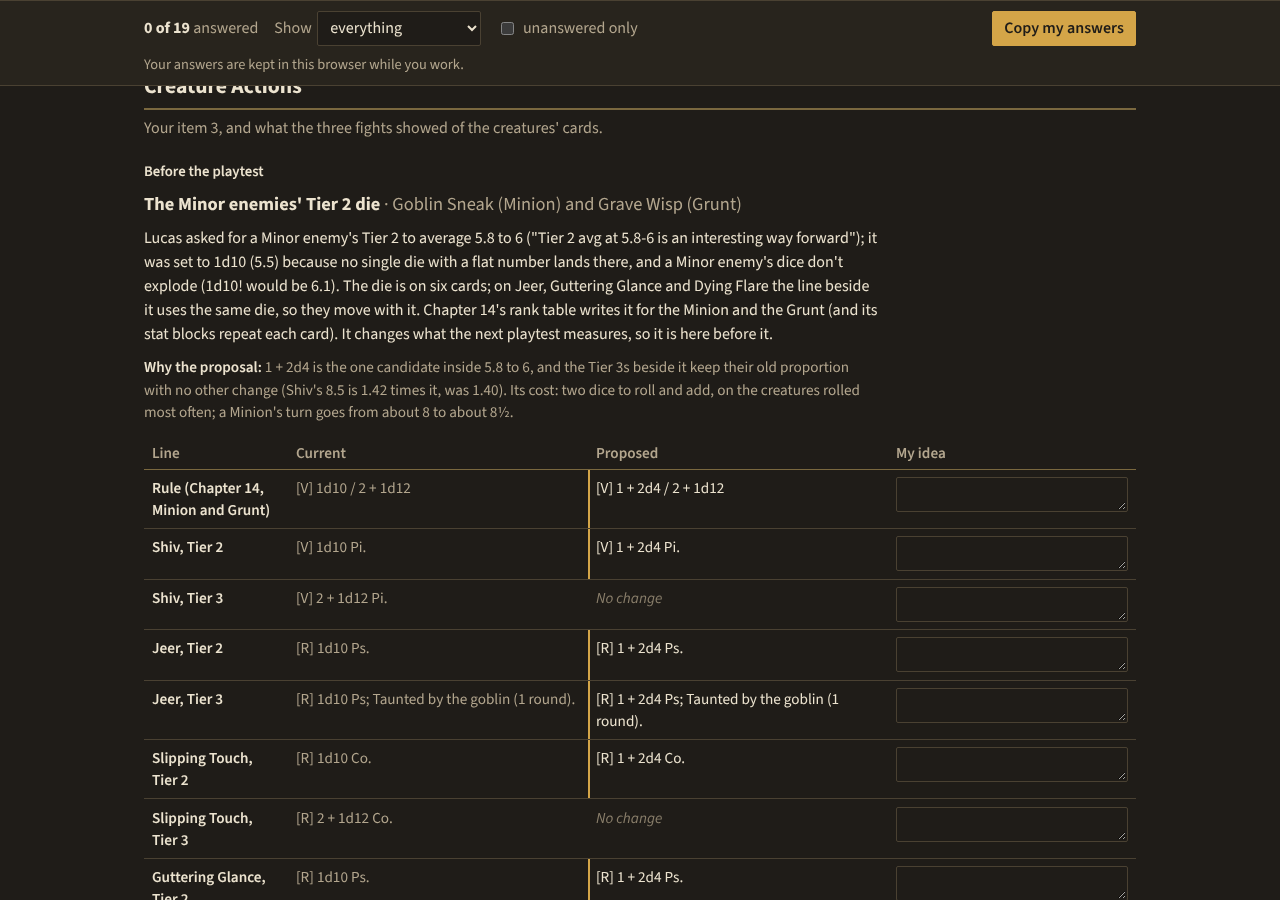 0 of 19 answered Show everything unanswered only Copy my answers
Your answers are kept in this browser while you work.
Creature Actions
Your item 3, and what the three fights showed of the creatures' cards.
Before the playtest
The Minor enemies' Tier 2 die · Goblin Sneak (Minion) and Grave Wisp (Grunt)
Lucas asked for a Minor enemy's Tier 2 to average 5.8 to 6 ("Tier 2 avg at 5.8-6 is an interesting way forward"); it
was set to 1d10 (5.5) because no single die with a flat number lands there, and a Minor enemy's dice don't
explode (1d10! would be 6.1). The die is on six cards; on Jeer, Guttering Glance and Dying Flare the line beside
it uses the same die, so they move with it. Chapter 14's rank table writes it for the Minion and the Grunt (and its
stat blocks repeat each card). It changes what the next playtest measures, so it is here before it.
Why the proposal: 1 + 2d4 is the one candidate inside 5.8 to 6, and the Tier 3s beside it keep their old proportion
with no other change (Shiv's 8.5 is 1.42 times it, was 1.40). Its cost: two dice to roll and add, on the creatures rolled
most often; a Minion's turn goes from about 8 to about 8½.
Line Current Proposed My idea
Rule (Chapter 14, [V] 1d10 / 2 + 1d12 [V] 1 + 2d4 / 2 + 1d12
Minion and Grunt)
Shiv, Tier 2 [V] 1d10 Pi. [V] 1 + 2d4 Pi.
Shiv, Tier 3 [V] 2 + 1d12 Pi. No change
Jeer, Tier 2 [R] 1d10 Ps. [R] 1 + 2d4 Ps.
Jeer, Tier 3 [R] 1d10 Ps; Taunted by the goblin (1 round). [R] 1 + 2d4 Ps; Taunted by the goblin (1
round).
Slipping Touch, [R] 1d10 Co. [R] 1 + 2d4 Co.
Tier 2
Slipping Touch, [R] 2 + 1d12 Co. No change
Tier 3
Guttering Glance, [R] 1d10 Ps. [R] 1 + 2d4 Ps.
Tier 2